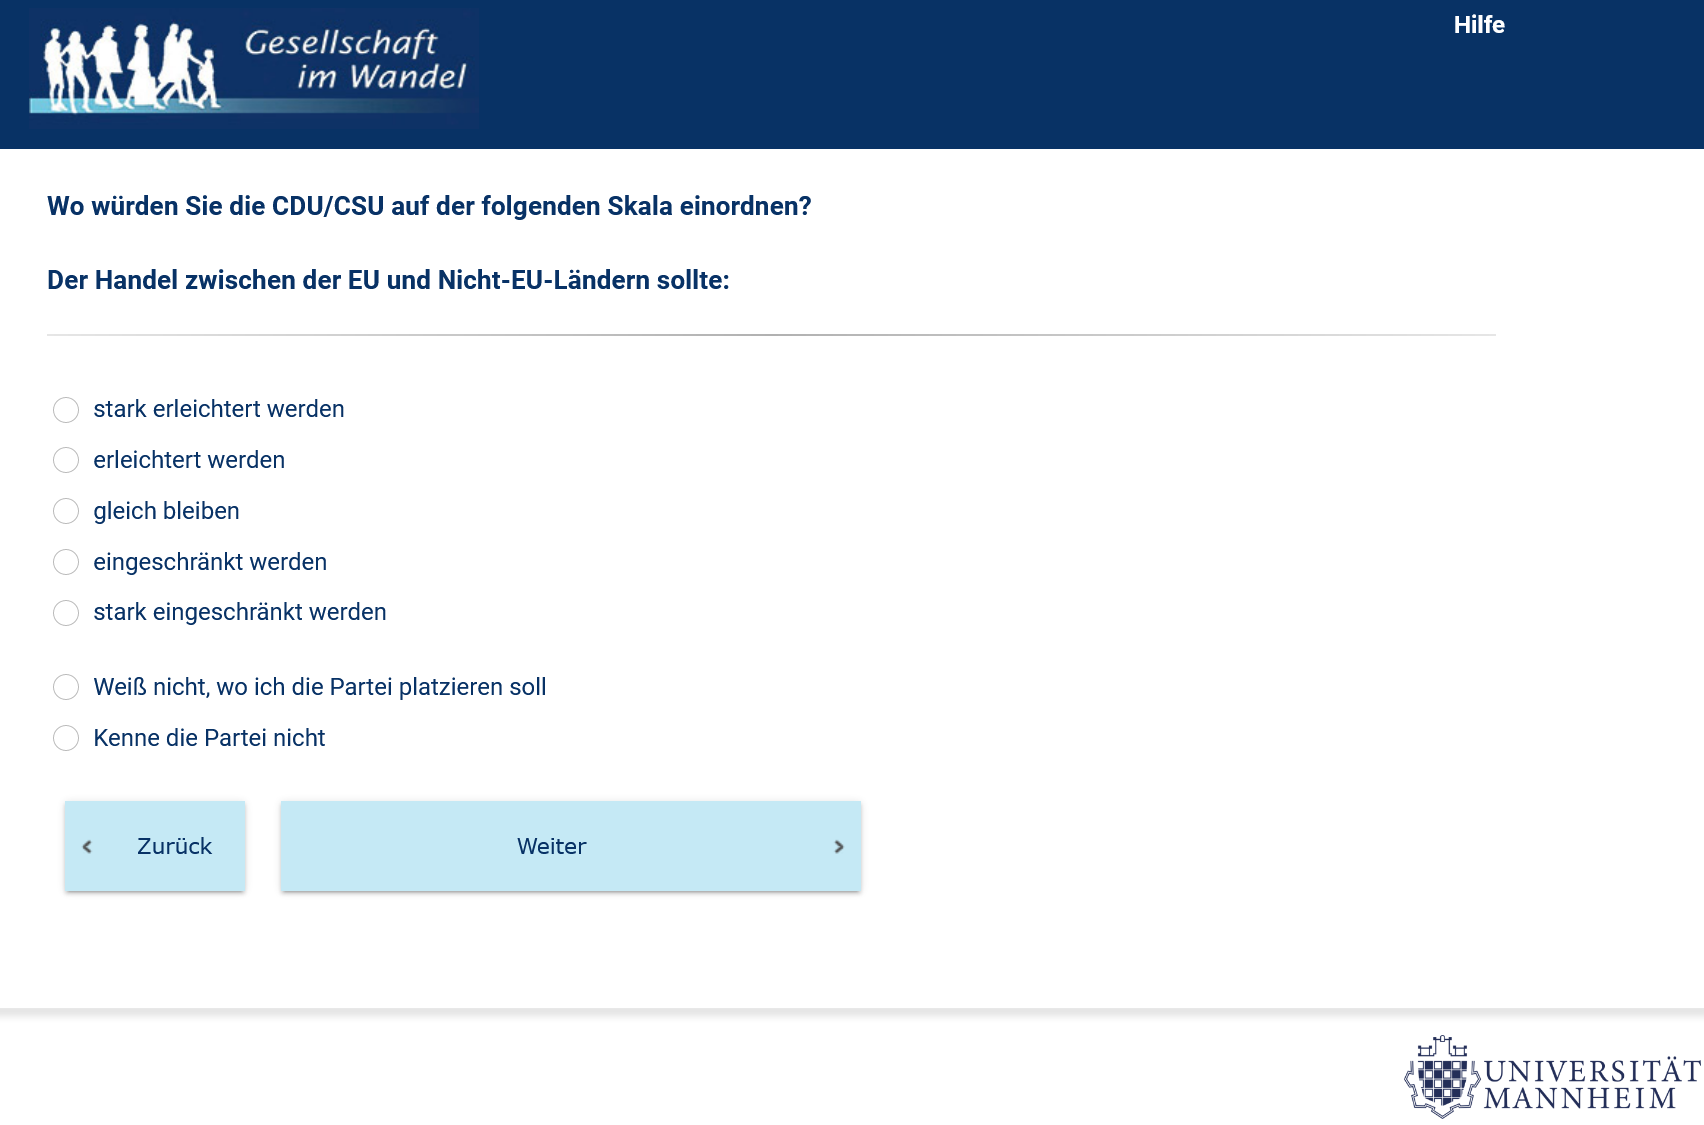 Gesellschaft
im Wandel
Hilfe
Wo würden Sie die CDU/CSU auf der folgenden Skala einordnen?
Der Handel zwischen der EU und Nicht-EU-Ländern sollte:
stark erleichtert werden
erleichtert werden
gleich bleiben
eingeschränkt werden
stark eingeschränkt werden
Weiß nicht, wo ich die Partei platzieren soll
Kenne die Partei nicht
Zurück
Weiter
UNIVERSITÄT
MANNHEIM